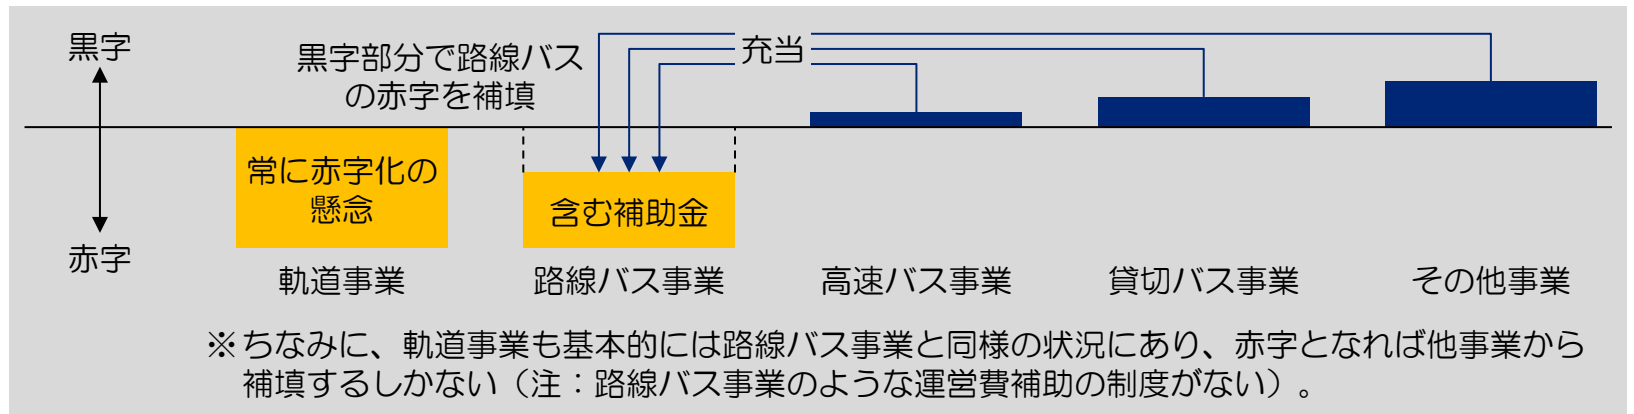 黒字
黒字部分で路線バス
の赤字を補填
充当
常に赤字化の
懸念
含む補助金
赤字
軌道事業
路線バス事業
高速バス事業
貸切バス事業
その他事業
※ちなみに、軌道事業も基本的には路線バス事業と同様の状況にあり、赤字となれば他事業から
補填するしかない（注：路線バス事業のような運営費補助の制度がない）。